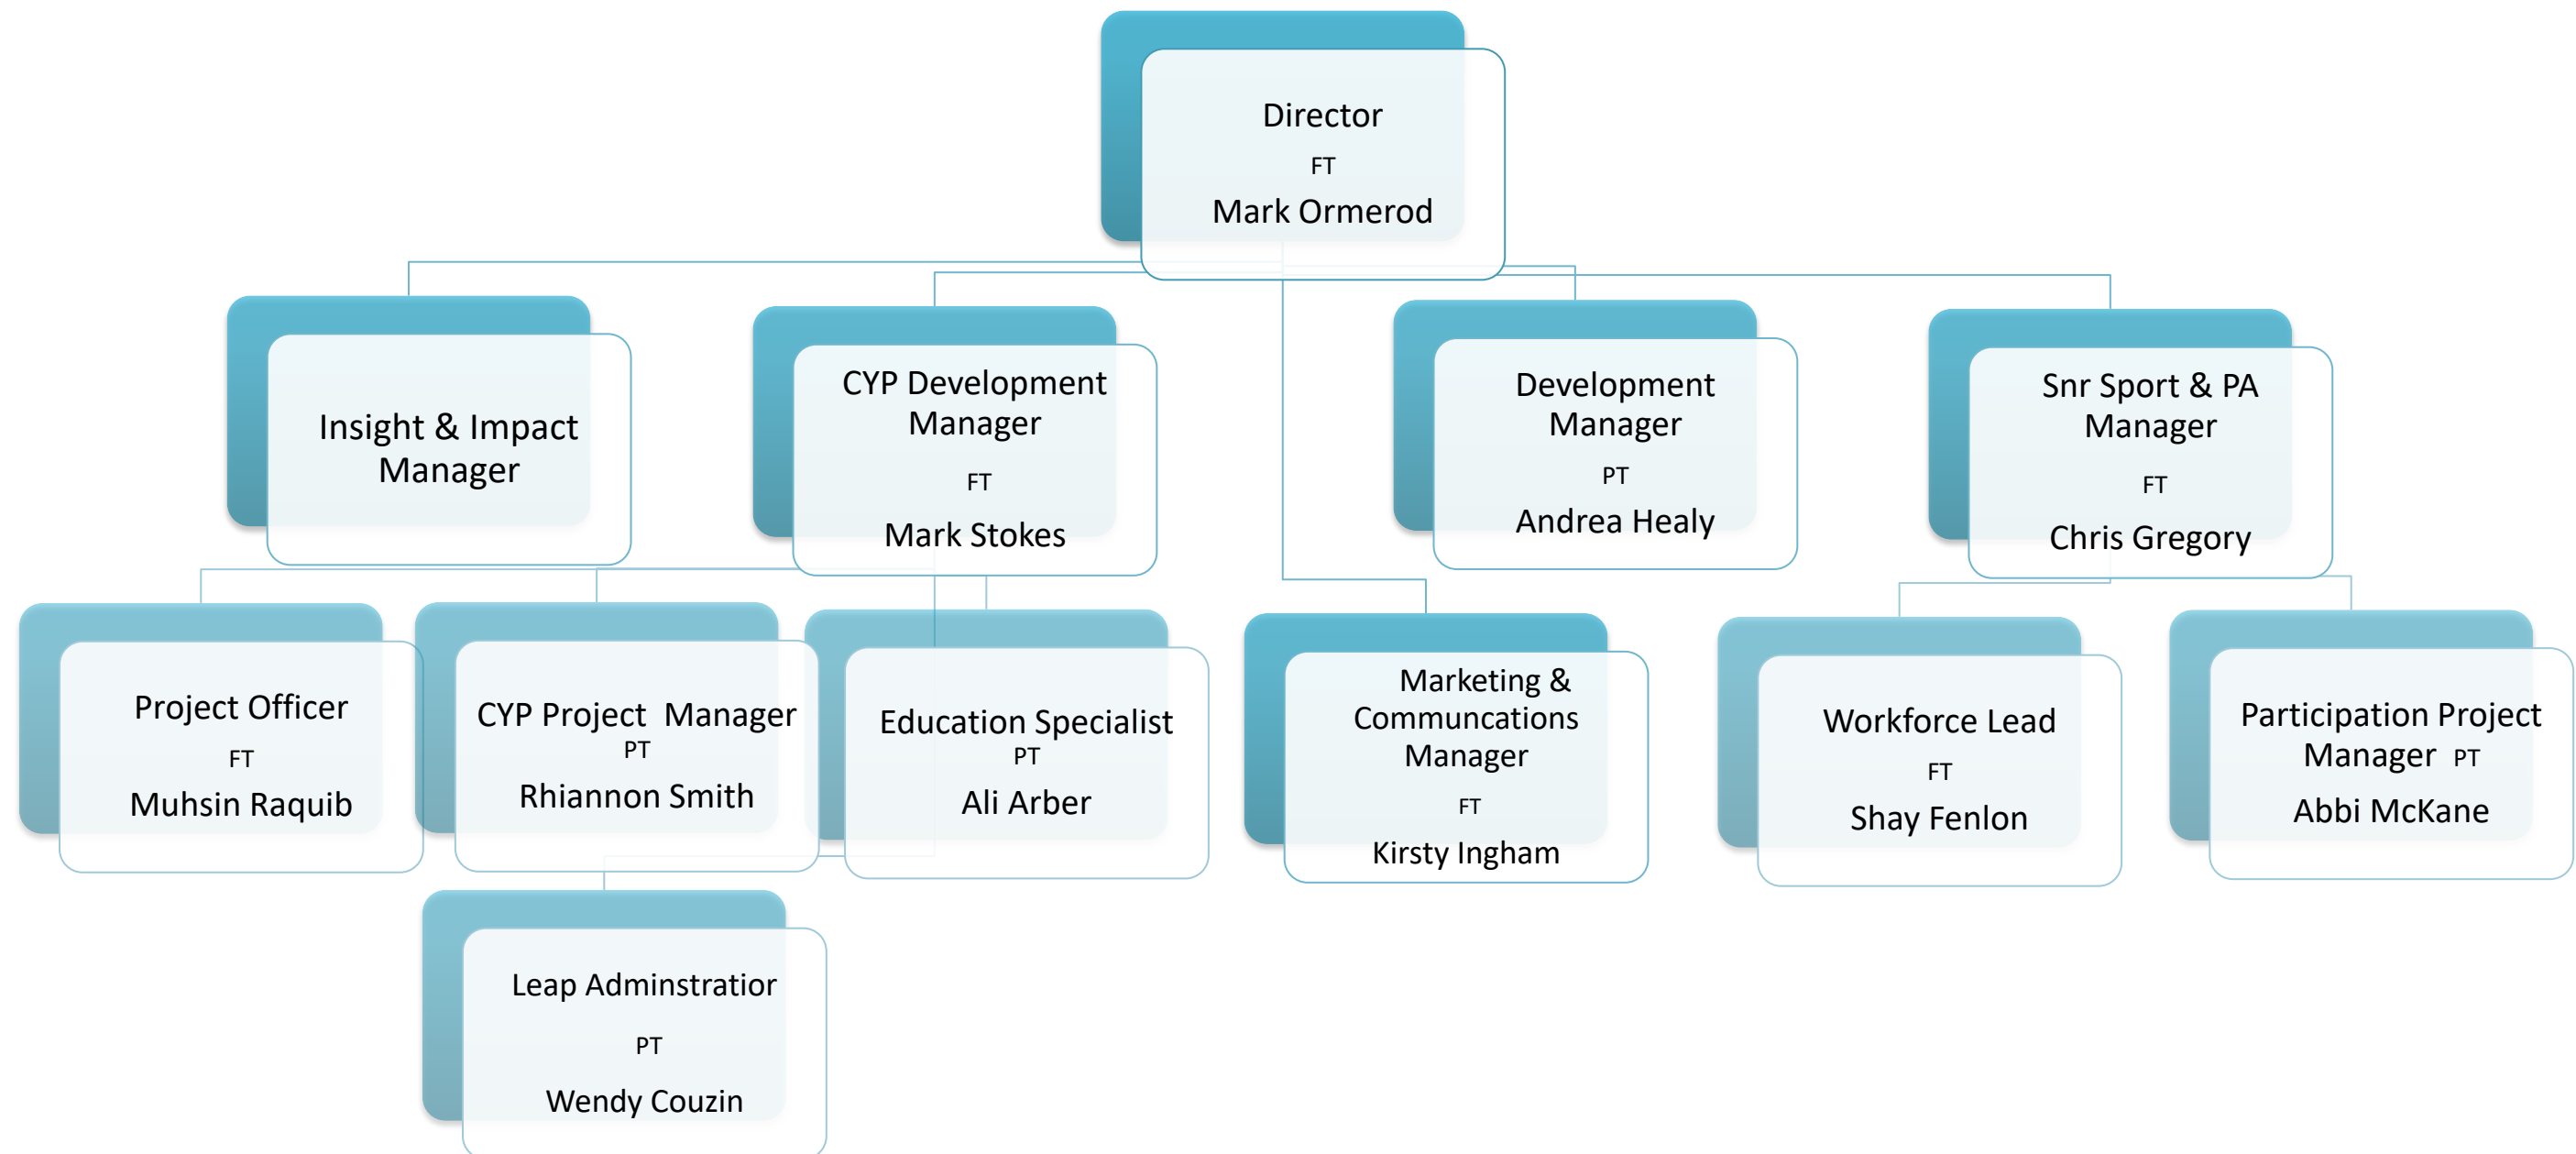 Director
FT
Mark Ormerod
Insight & Impact
Manager
CYP Development
Manager
FT
Mark Stokes
Development
Manager
PT
Andrea Healy
Snr Sport & PA
Manager
FT
Chris Gregory
Project Officer
FT
Muhsin Raquib
CYP Project  Manager
PT
Rhiannon Smith
Education Specialist
PT
Ali Arber
Marketing &
Communcations
Manager
FT
Kirsty Ingham
Workforce Lead
FT
Shay Fenlon
Participation Project
Manager PT
Abbi McKane
Leap Adminstratior
PT
Wendy Couzin